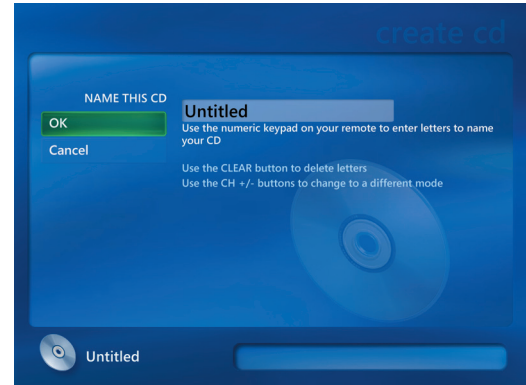 create cd
NAME THIS CD
OK
Cancel
Untitled
Use the numeric keypad on your remote to enter letters to name
your CD
Use the CLEAR button to delete letters
Use the CH +/- buttons to change to a different mode
Untitled